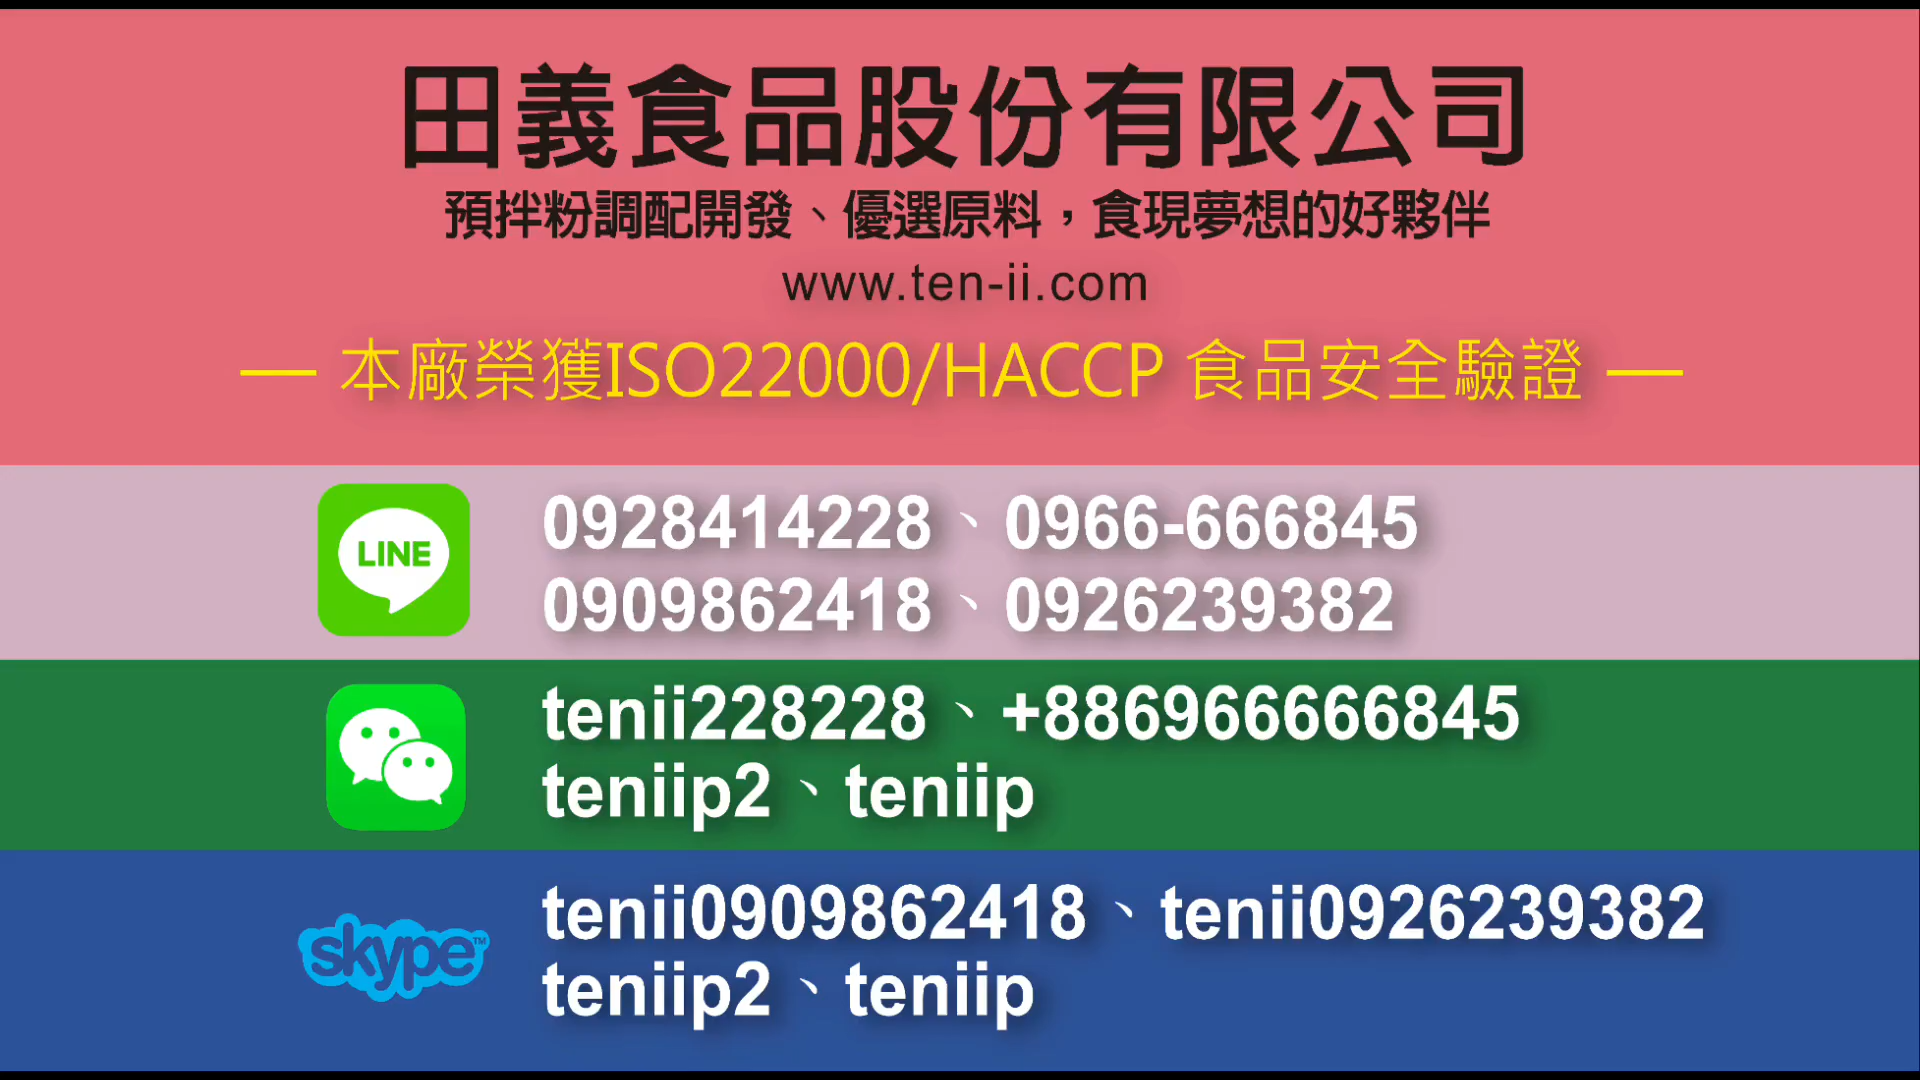 田義食品股份有限公司
預拌粉調配開發、優選原料，食現夢想的好夥伴
www.ten-ii.com
— 本廠榮獲ISO22000/HACCP 食品安全驗證 —
LINE
0928414228、0966-666845
0909862418、0926239382
tenii228228、+886966666845
teniip2、teniip
skype™
tenii0909862418、tenii0926239382
teniip2、teniip